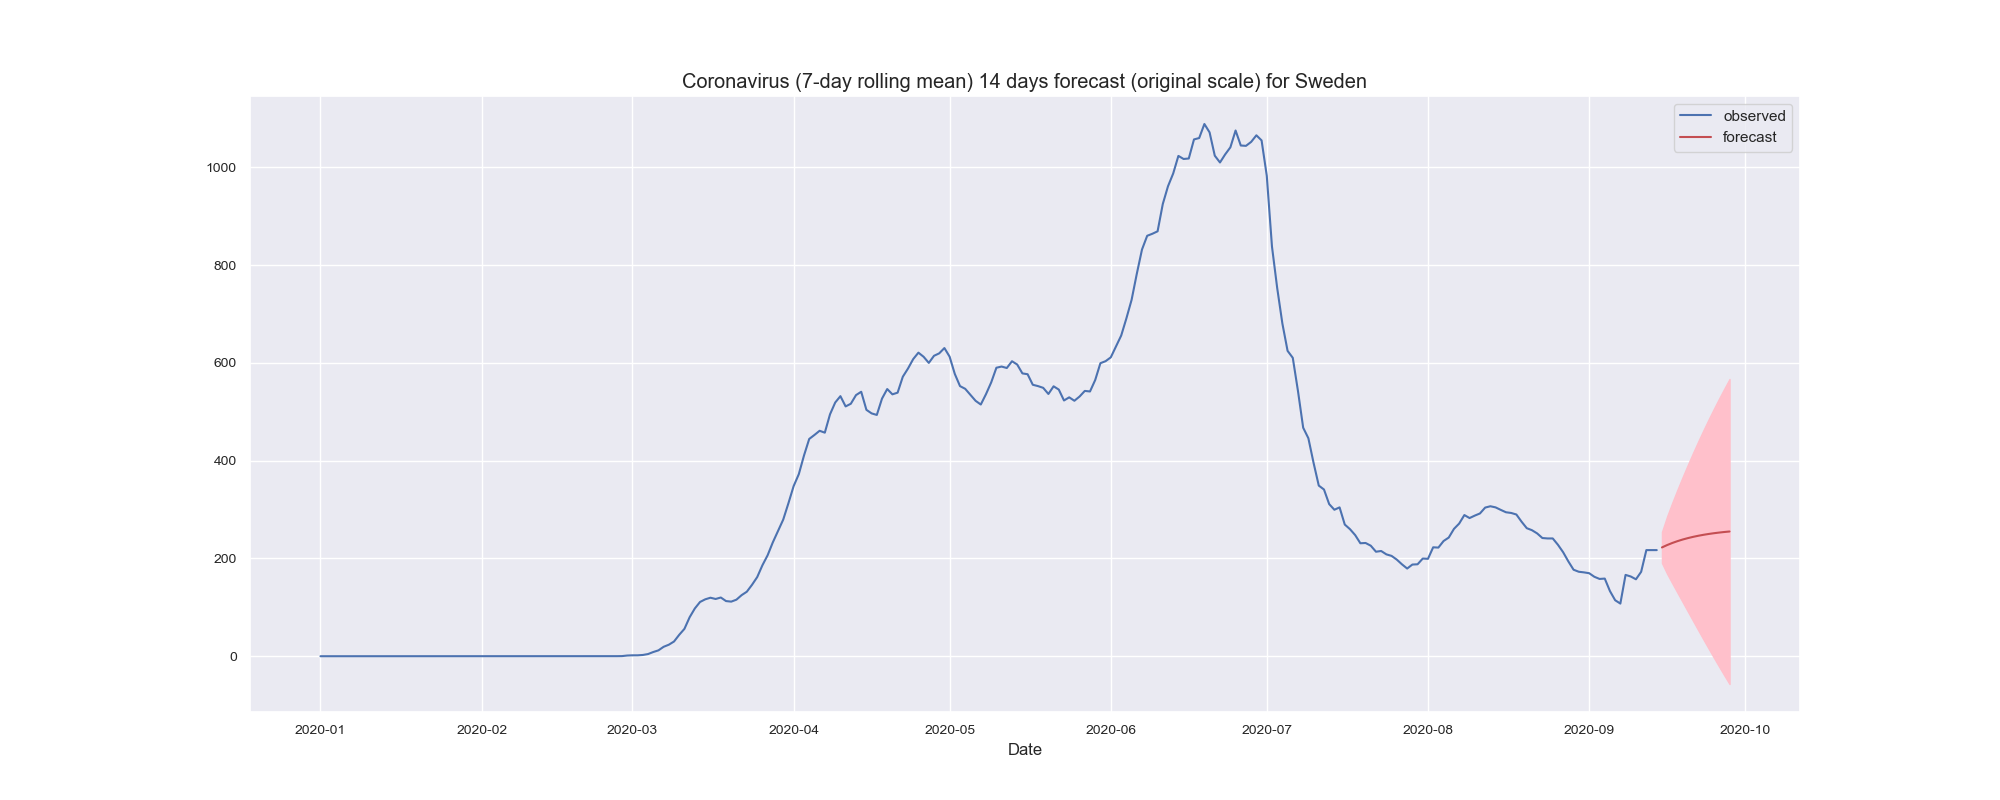 Coronavirus (7-day rolling mean) 14 days forecast (original scale) for Sweden
observed
forecast
1000
800
600
400
200
0
2020-01 2020-02 2020-03 2020-04 2020-05 2020-06 2020-07 2020-08 2020-09 2020-10
Date